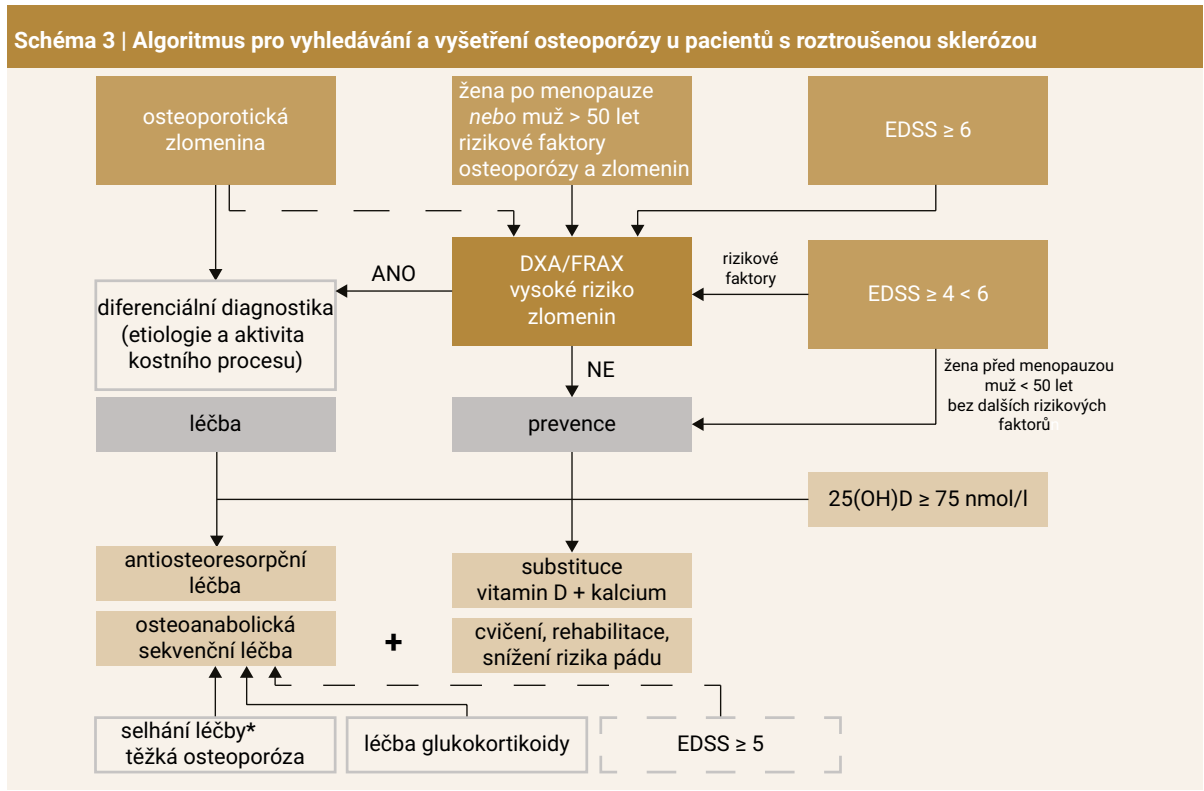 Schéma 3 | Algoritmus pro vyhledávání a vyšetření osteoporózy u pacientů s roztroušenou sklerózou
osteoporotická
zlomenina
žena po menopauze
nebo muž > 50 let
rizikové faktory
osteoporózy a zlomenin
EDSS ≥ 6
DXA/FRAX
vysoké riziko
zlomenin
ANO
rizikové
faktory
EDSS ≥ 4 < 6
diferenciální diagnostika
(etiologie a aktivita
kostního procesu)
NE
žena před menopauzou
muž < 50 let
bez dalších rizikových
faktorů
léčba
prevence
25(OH)D ≥ 75 nmol/l
antiosteoresorpční
léčba
substituce
vitamin D + kalcium
osteoanabolická
sekvenční léčba
+
cvičení, rehabilitace,
snížení rizika pádu
selhání léčby*
těžká osteoporóza
léčba glukokortikoidy
EDSS ≥ 5